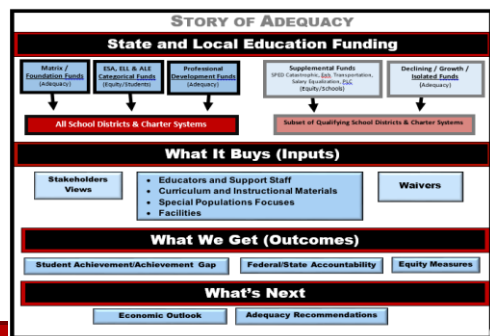 STORY OF ADEQUACY
State and Local Education Funding
Matrix /
Foundation Funds
(Adequacy)
ESA, ELL & ALE
Categorical Funds
(Equity/Students)
Professional
Development Funds
(Adequacy)
Supplemental Funds
SPED Catastrophic, Enh. Transportation,
Salary Equalization, PLC
(Equity/Schools)
Declining / Growth /
Isolated Funds
(Adequacy)
All School Districts & Charter Systems
Subset of Qualifying School Districts & Charter Systems
What It Buys (Inputs)
Stakeholders
Views
• Educators and Support Staff
• Curriculum and Instructional Materials
• Special Populations Focuses
• Facilities
Waivers
What We Get (Outcomes)
Student Achievement/Achievement Gap
Federal/State Accountability
Equity Measures
What's Next
Economic Outlook
Adequacy Recommendations